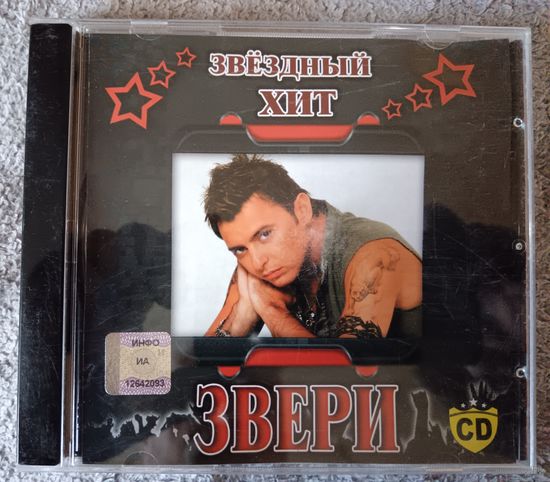 ЗВЁЗДНЫЙ
ХИТ
ИНФО
ИА
12642093
ЗВЕРИ
CD